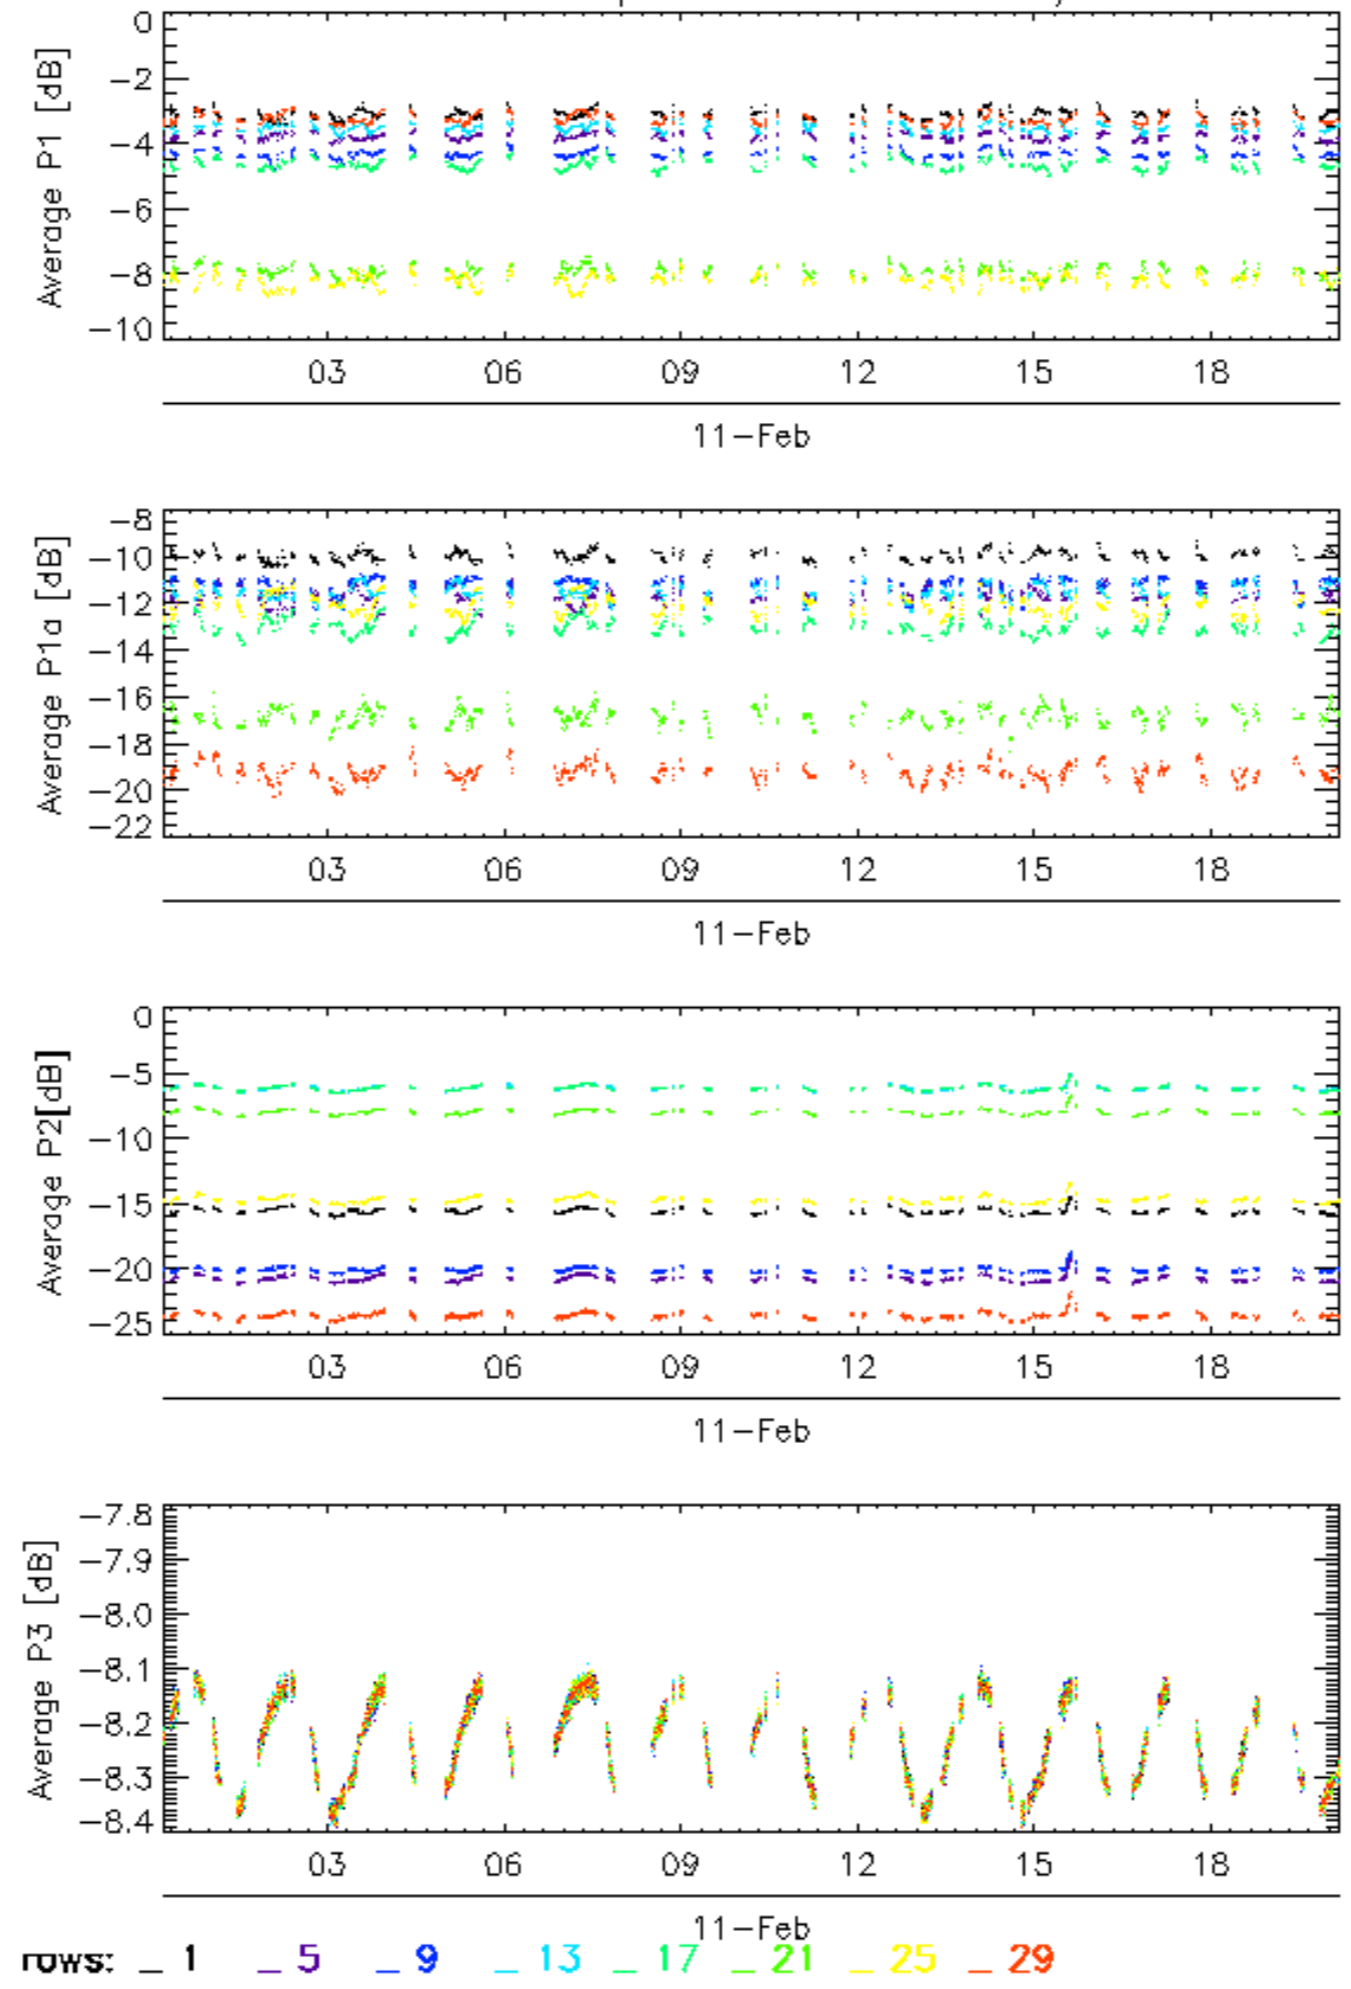 0
−2
−4
−6
−8
−10
Average P1 [dB]
03 06 09 12 15 18
11−Feb
−8
−10
−12
−14
−16
−18
−20
−22
Average P1a [dB]
03 06 09 12 15 18
11−Feb
0
−5
−10
−15
−20
−25
Average P2[dB]
03 06 09 12 15 18
11−Feb
−7.8
−7.9
−8.0
−8.1
−8.2
−8.3
−8.4
Average P3 [dB]
03 06 09 12 15 18
11−Feb
rows: _ 1 _ 5 _ 9 _ 13 _ 17 _ 21 _ 25 _ 29